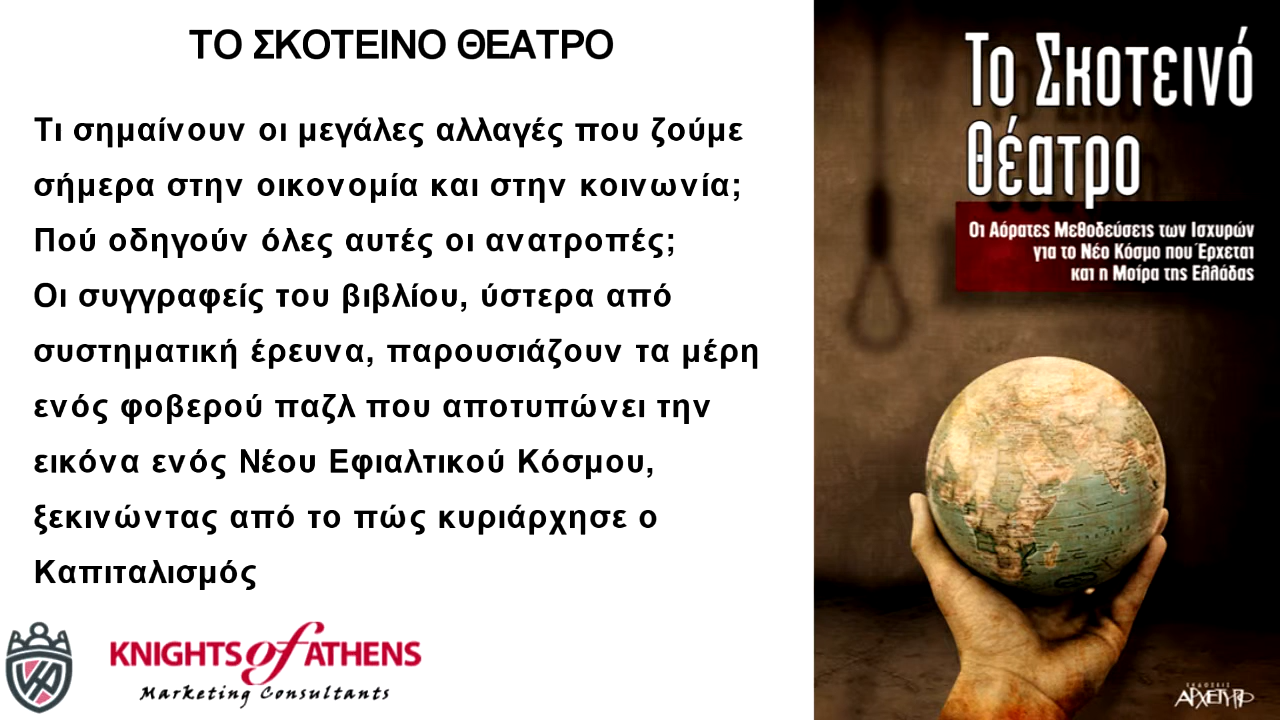 ΤΟ ΣΚΟΤΕΙΝΟ ΘΕΑΤΡΟ
Τι σημαίνουν οι μεγάλες αλλαγές που ζούμε
σήμερα στην οικονομία και στην κοινωνία;
Πού οδηγούν όλες αυτές οι ανατροπές;
Οι συγγραφείς του βιβλίου, ύστερα από
συστηματική έρευνα, παρουσιάζουν τα μέρη
ενός φοβερού παζλ που αποτυπώνει την
εικόνα ενός Νέου Εφιαλτικού Κόσμου,
ξεκινώντας από το πώς κυριάρχησε ο
Καπιταλισμός
KNIGHTS of ATHENS
Marketing Consultants
Το Σκοτεινό
Θέατρο
Οι Αόρατες Μεθοδεύσεις των Ισχυρών
για το Νέο Κόσμο που Έρχεται
και η Μοίρα της Ελλάδας
ΕΚΔΟΣΕΙΣ
ΑΡΧΕΤΥΠΟ